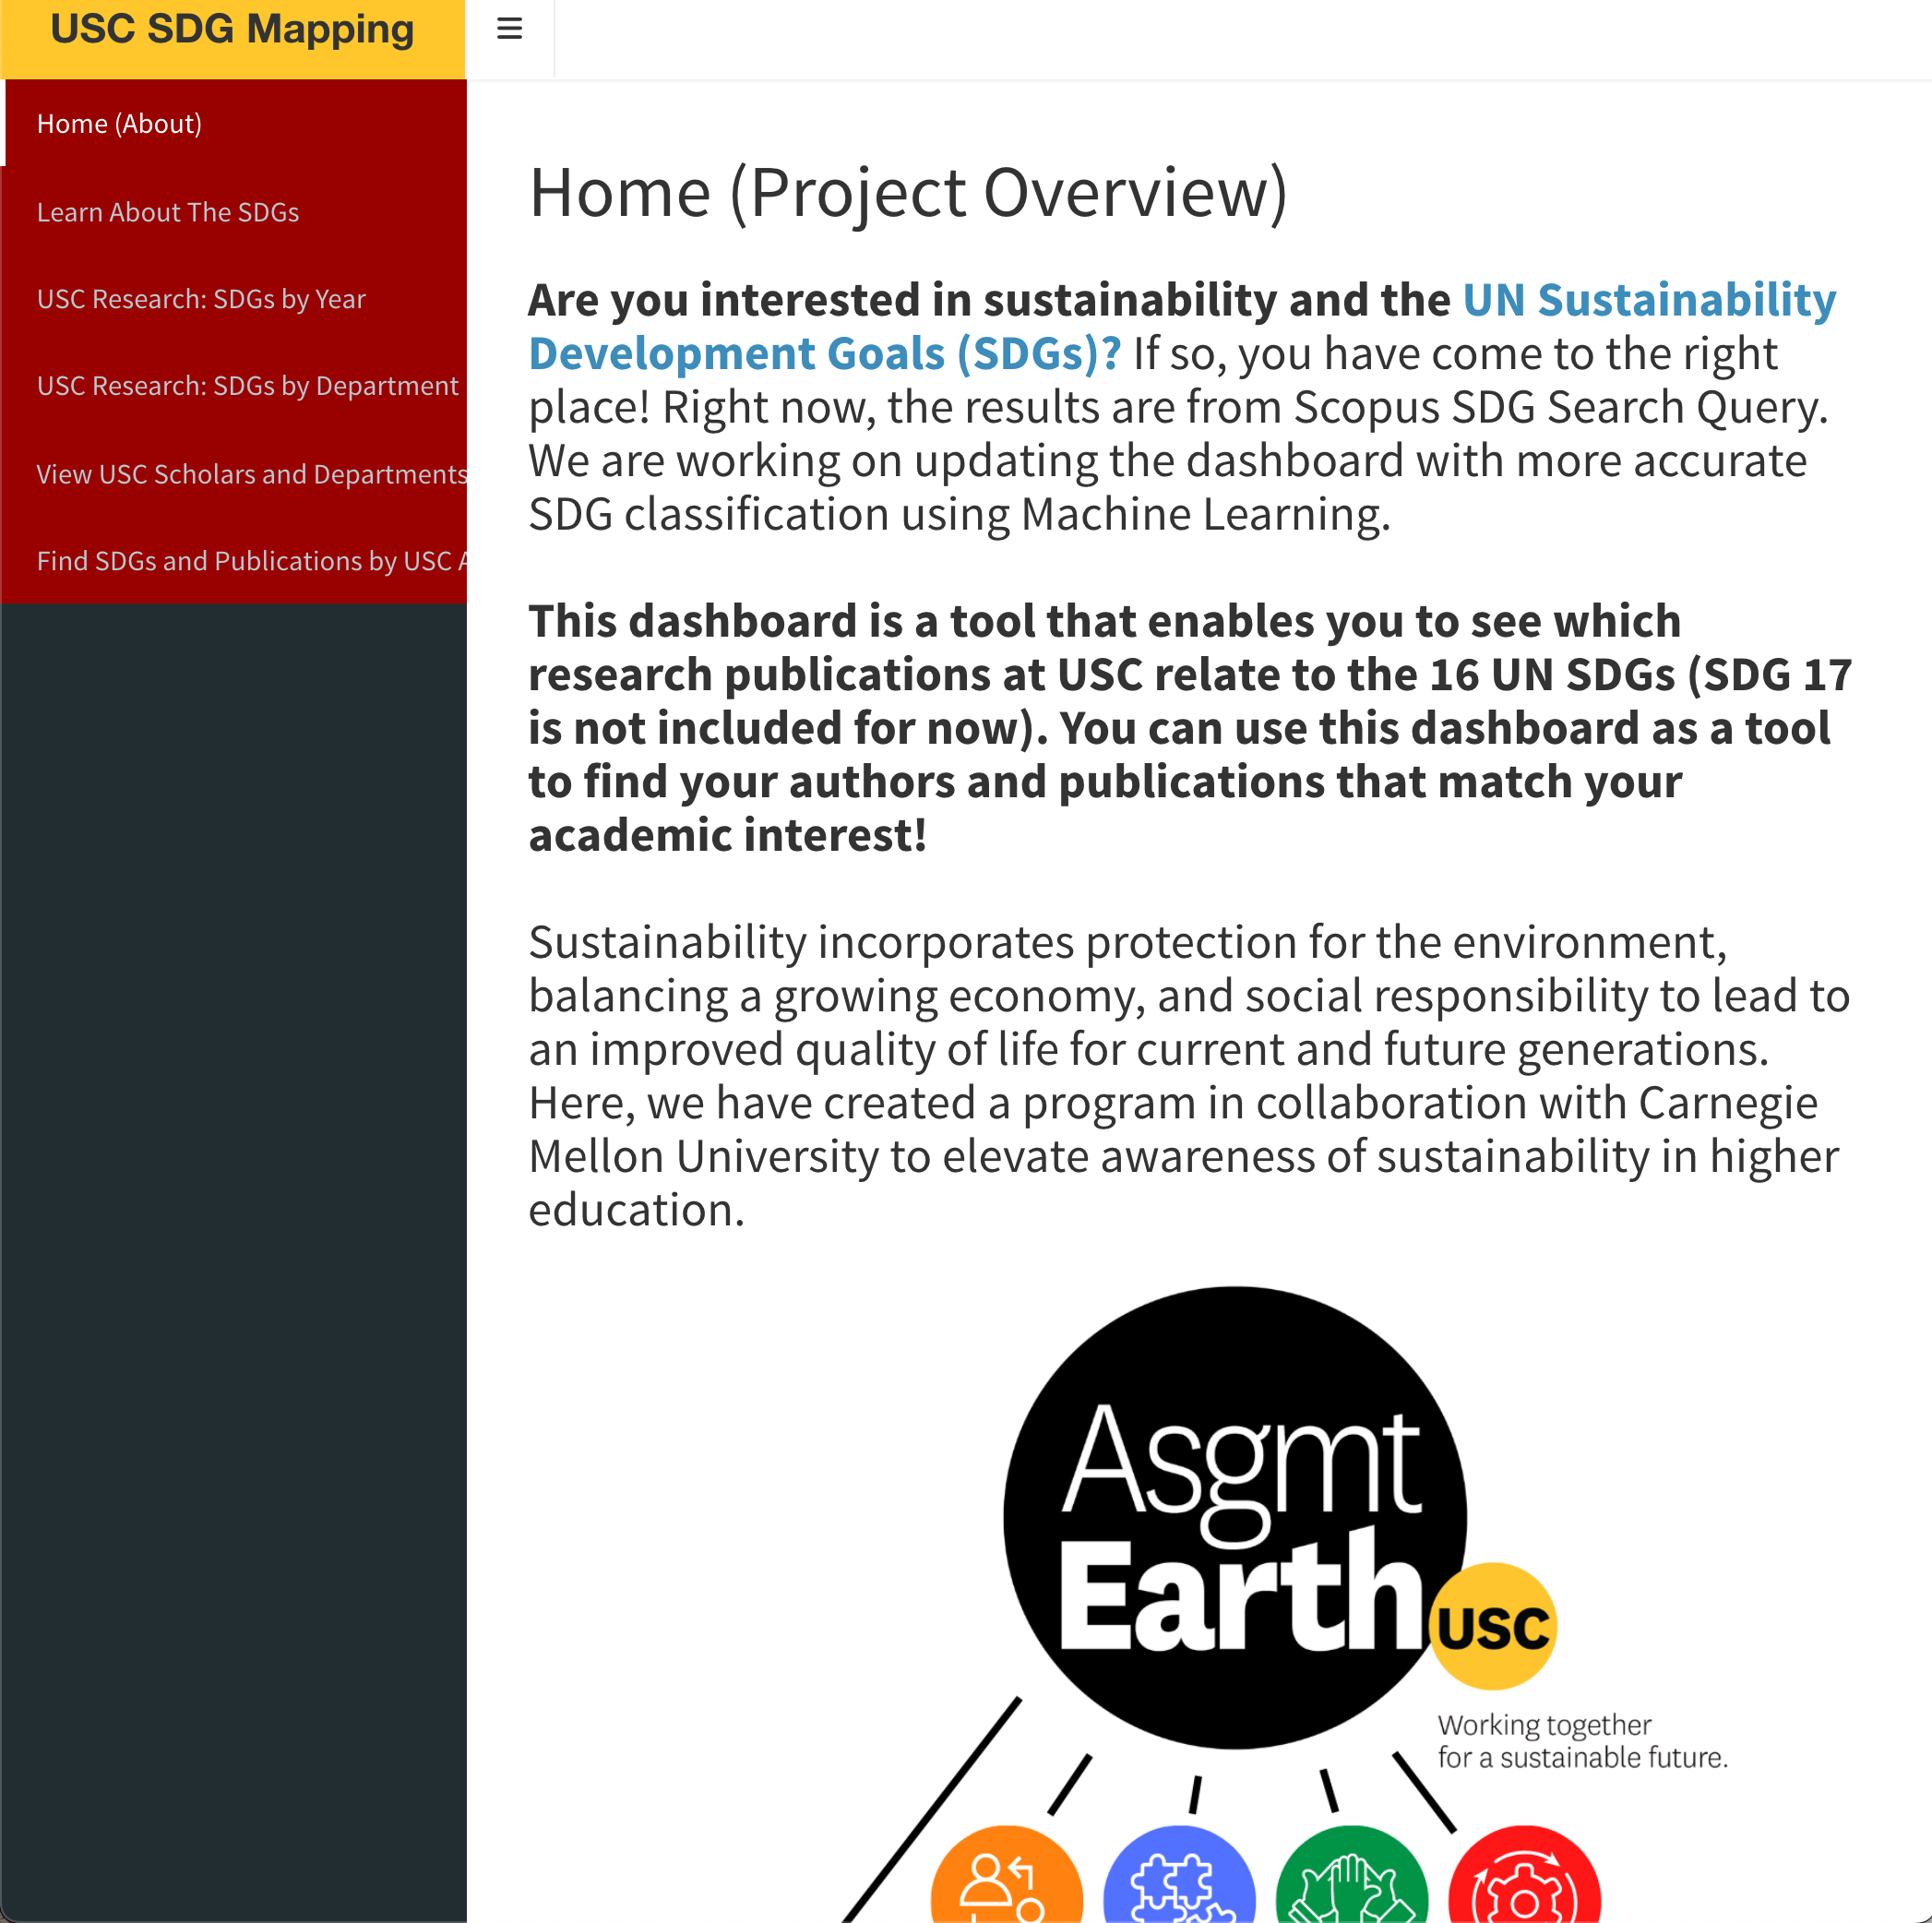 USC SDG Mapping
Home (About)
Learn About The SDGs
USC Research: SDGs by Year
USC Research: SDGs by Department
View USC Scholars and Departments
Find SDGs and Publications by USC
Home (Project Overview)
Are you interested in sustainability and the UN Sustainability
Development Goals (SDGs)? If so, you have come to the right
place! Right now, the results are from Scopus SDG Search Query.
We are working on updating the dashboard with more accurate
SDG classification using Machine Learning.
This dashboard is a tool that enables you to see which
research publications at USC relate to the 16 UN SDGs (SDG 17
is not included for now). You can use this dashboard as a tool
to find your authors and publications that match your
academic interest!
Sustainability incorporates protection for the environment,
balancing a growing economy, and social responsibility to lead to
an improved quality of life for current and future generations.
Here, we have created a program in collaboration with Carnegie
Mellon University to elevate awareness of sustainability in higher
education.
Asgmt
Earth
USC
Working together
for a sustainable future.